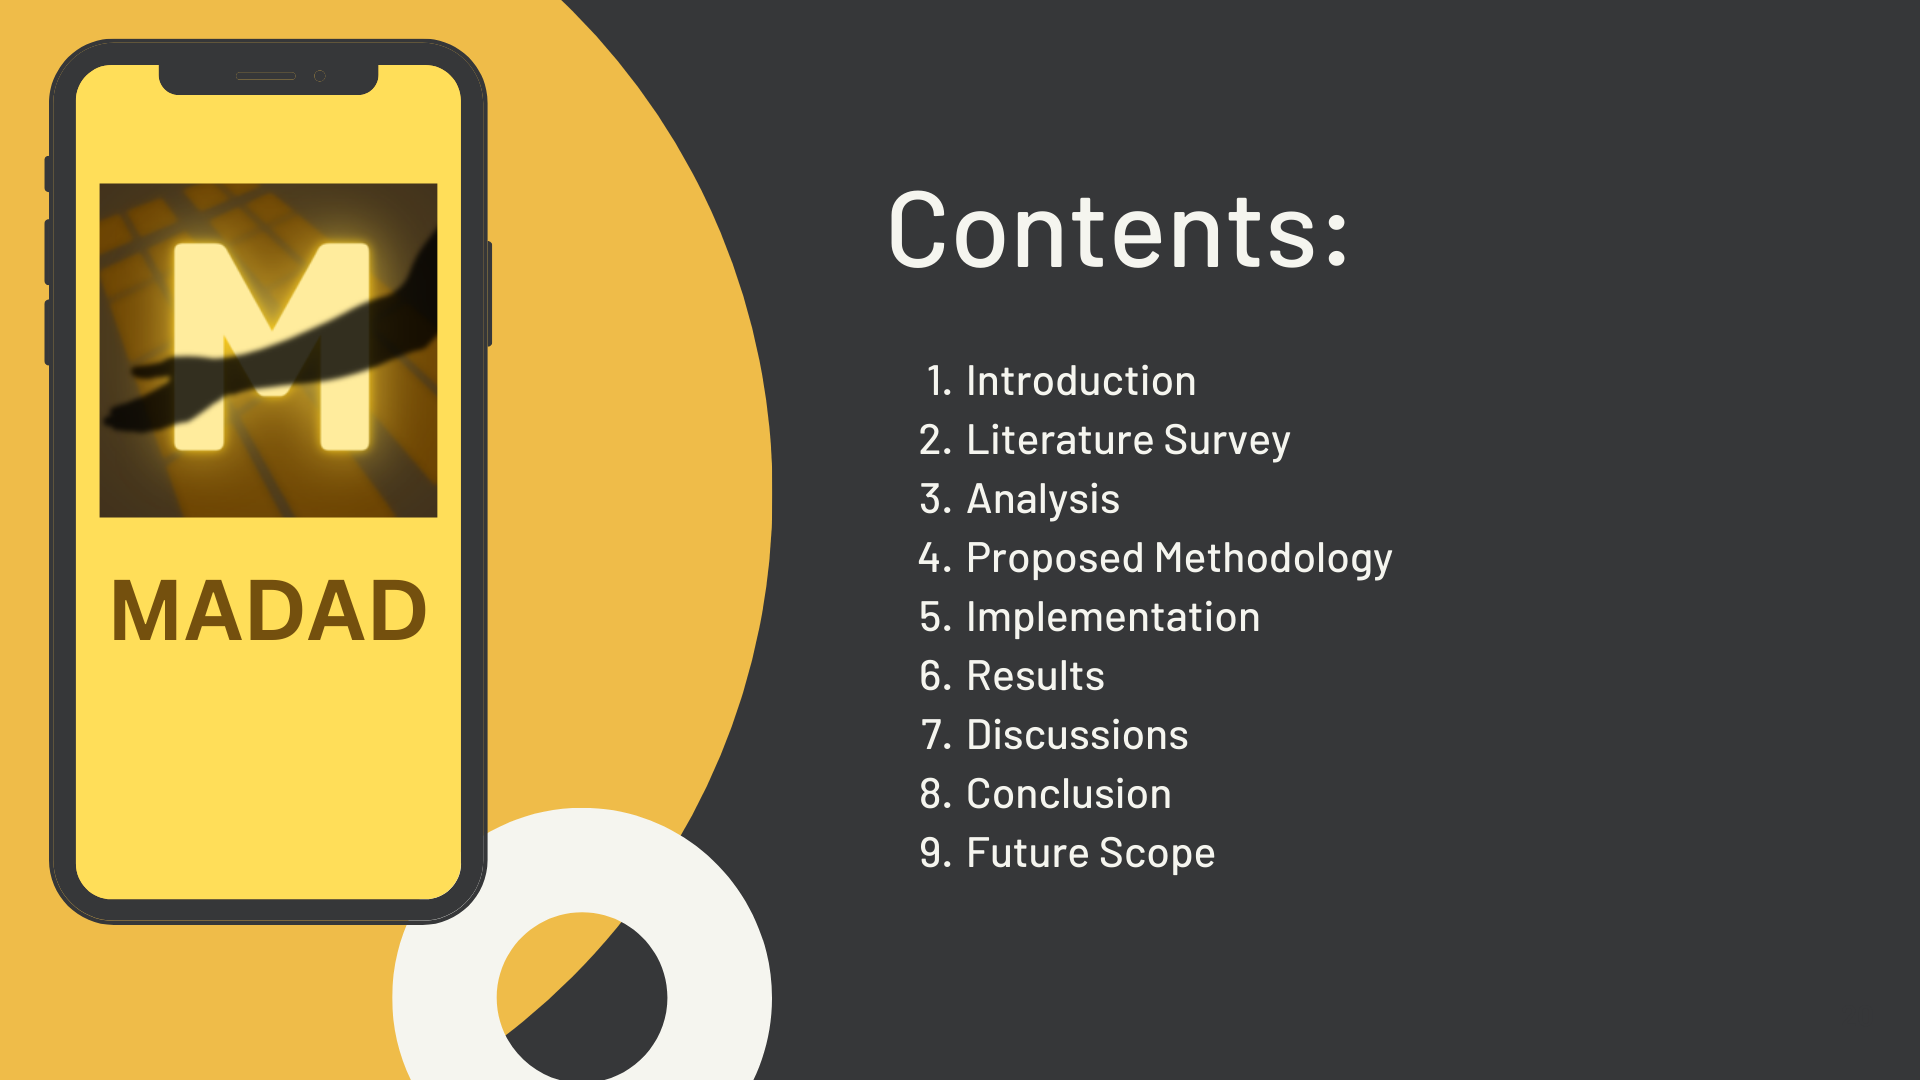 M
MADAD
Contents:
1. Introduction
2. Literature Survey
3. Analysis
4. Proposed Methodology
5. Implementation
6. Results
7. Discussions
8. Conclusion
9. Future Scope